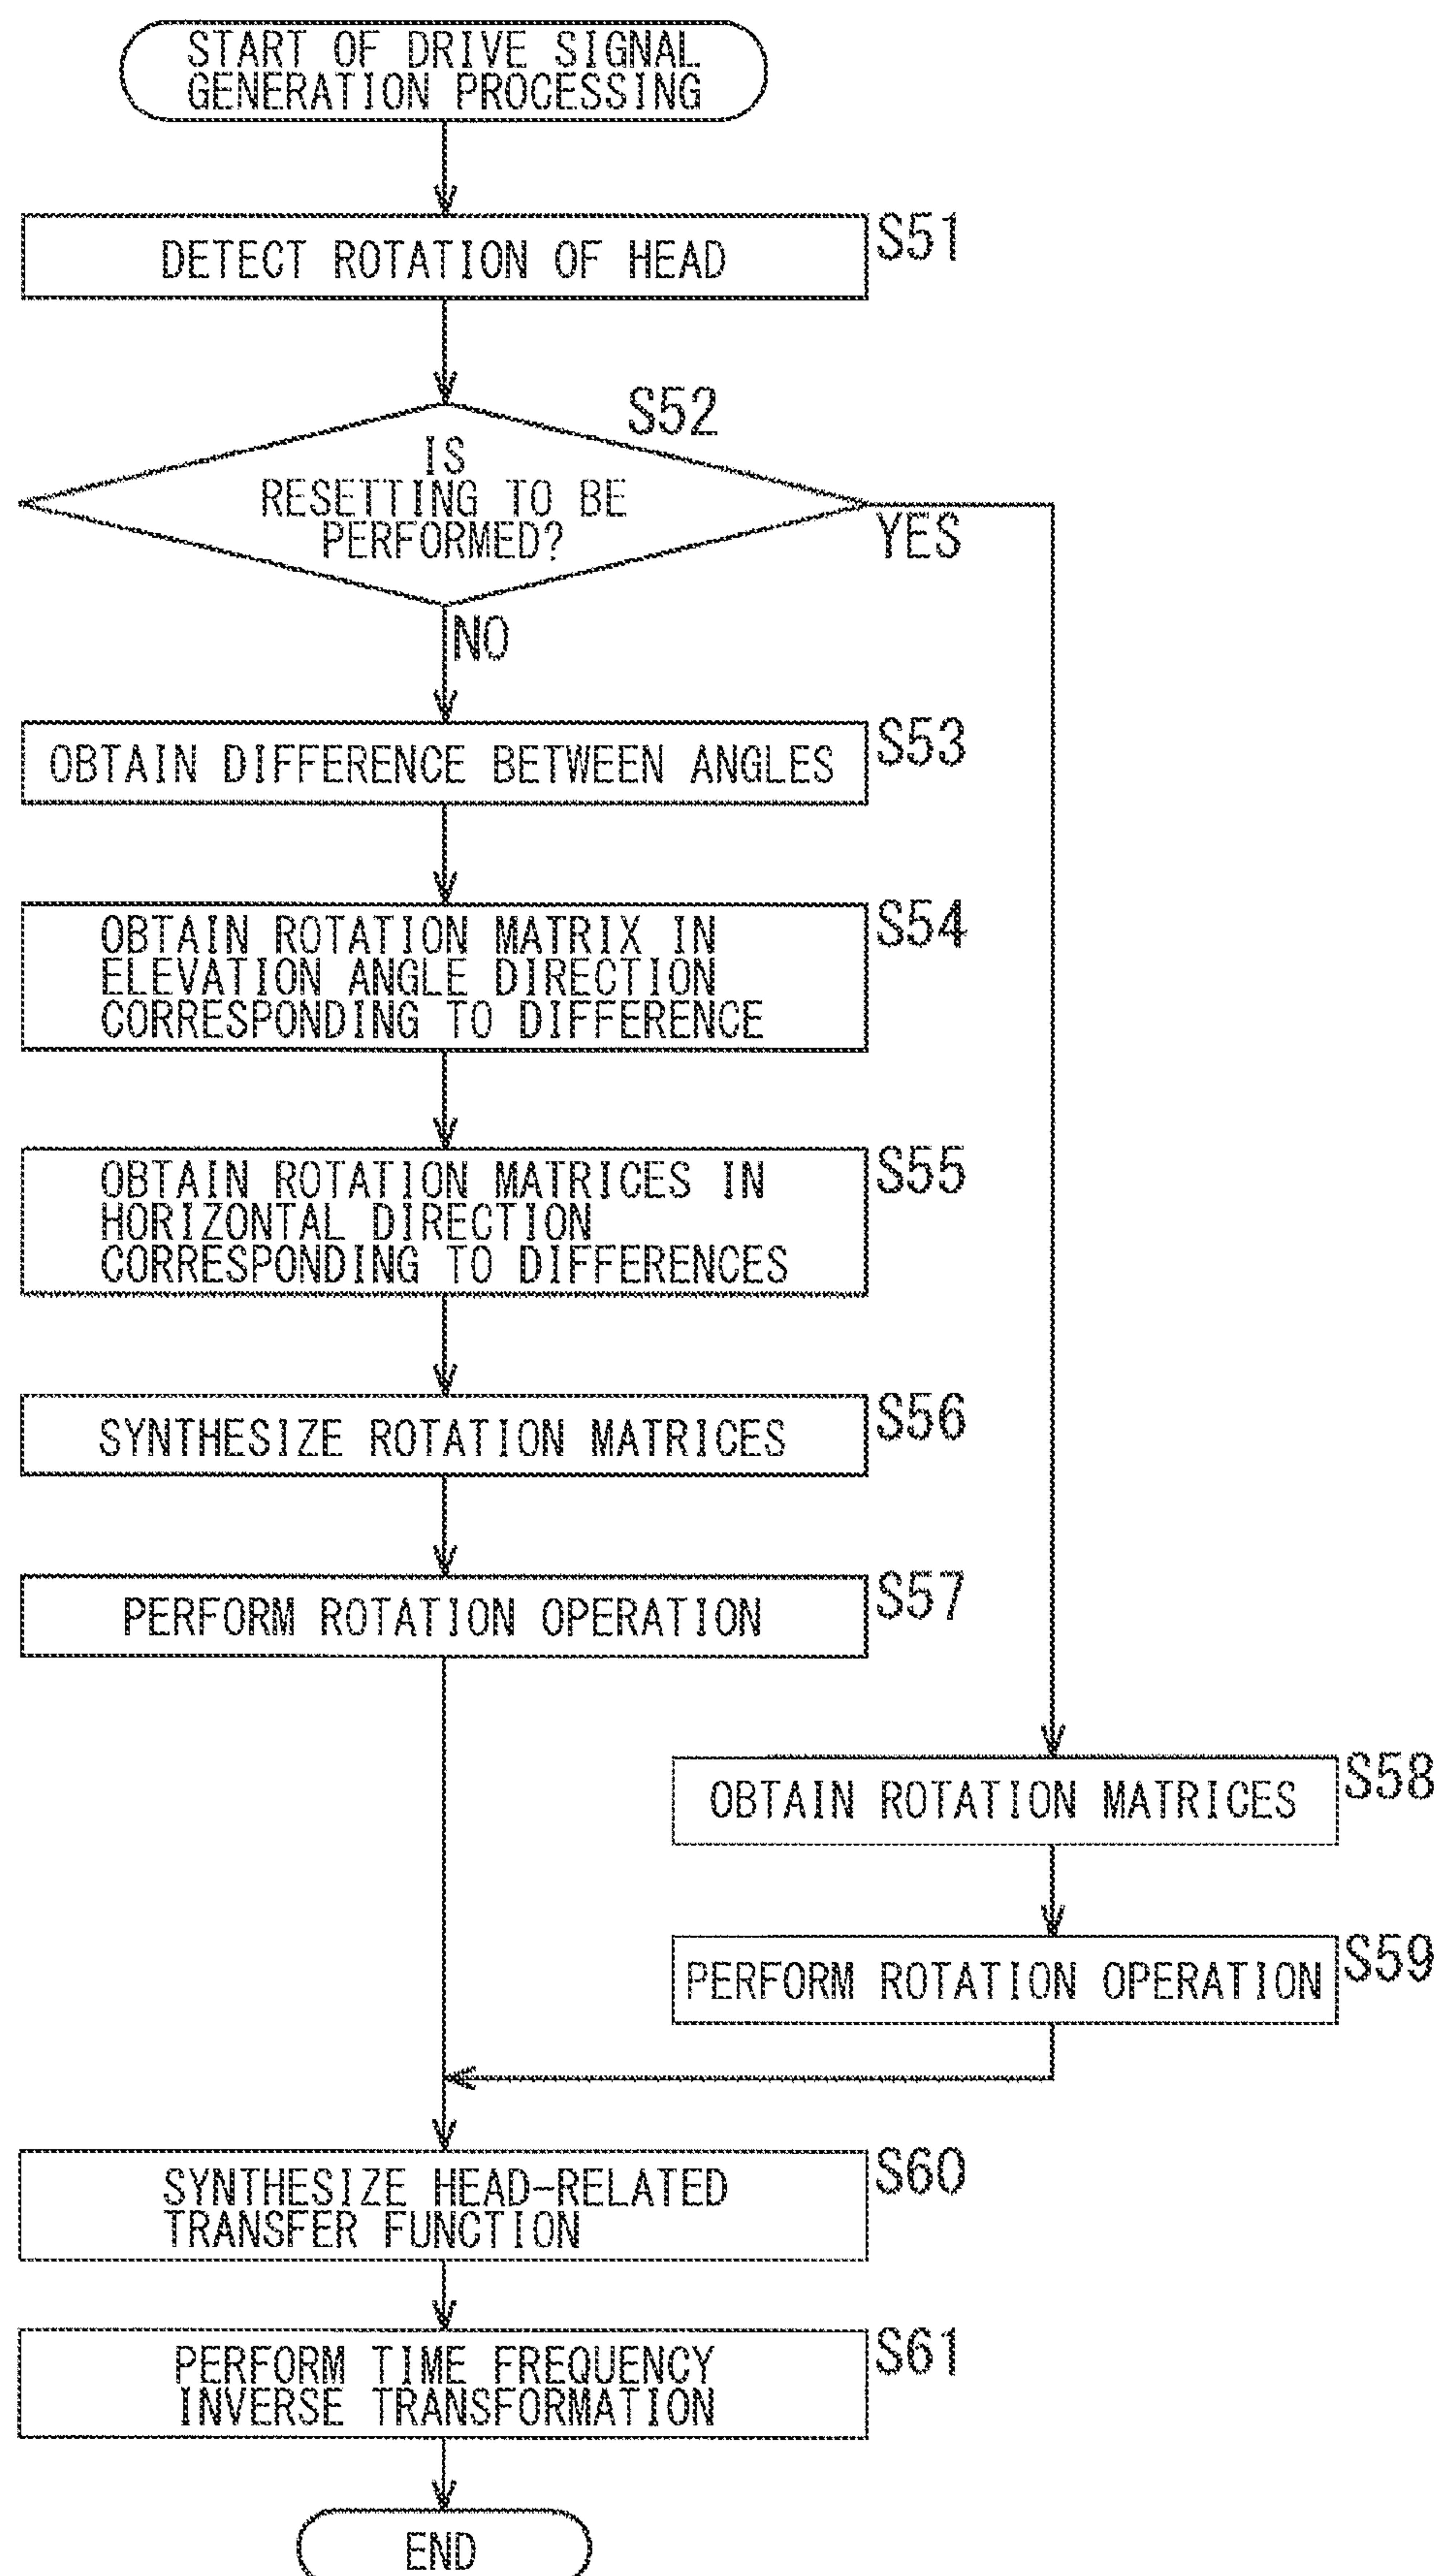 START OF DRIVE SIGNAL
GENERATION PROCESSING
DETECT ROTATION OF HEAD
S51
S52
IS
RESETTING TO BE
PERFORMED?
YES
NO
OBTAIN DIFFERENCE BETWEEN ANGLES
S53
OBTAIN ROTATION MATRIX IN
ELEVATION ANGLE DIRECTION
CORRESPONDING TO DIFFERENCE
S54
OBTAIN ROTATION MATRICES IN
HORIZONTAL DIRECTION
CORRESPONDING TO DIFFERENCES
S55
SYNTHESIZE ROTATION MATRICES
S56
PERFORM ROTATION OPERATION
S57
OBTAIN ROTATION MATRICES
S58
PERFORM ROTATION OPERATION
S59
SYNTHESIZE HEAD-RELATED
TRANSFER FUNCTION
S60
PERFORM TIME FREQUENCY
INVERSE TRANSFORMATION
S61
END